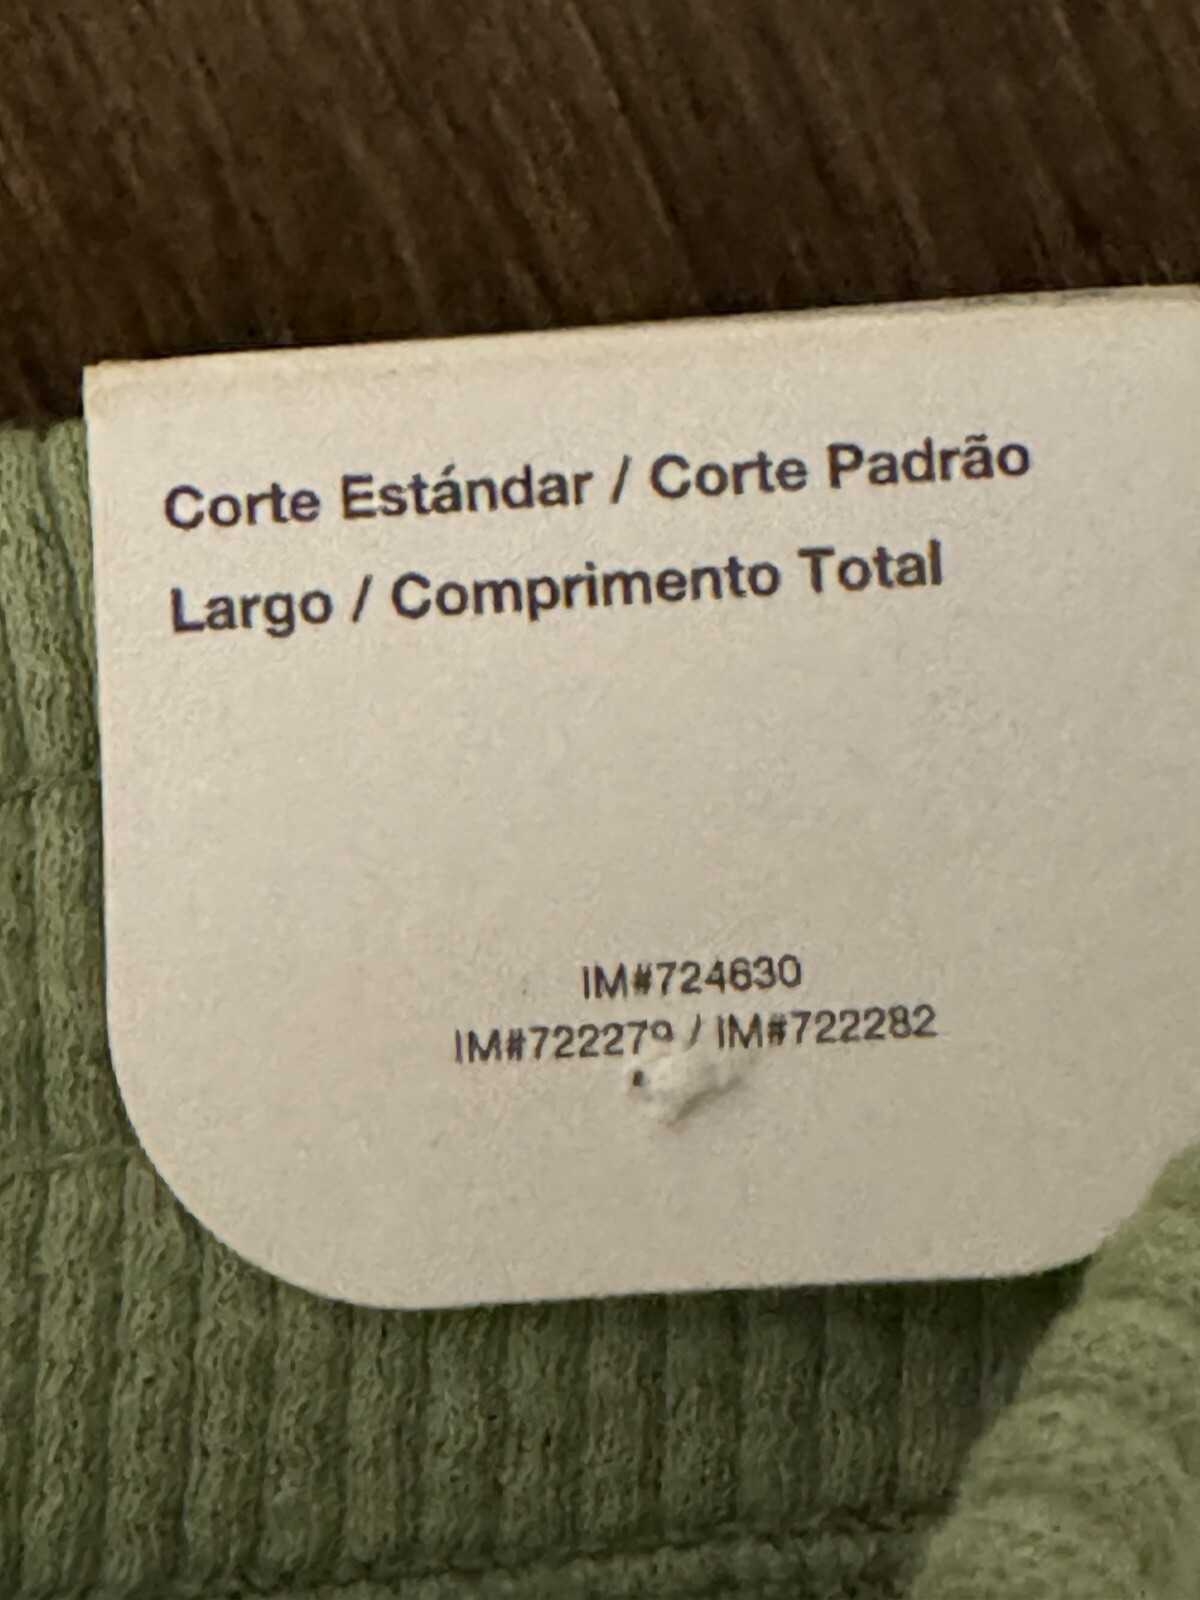 Corte Estándar / Corte Padrão
Largo / Comprimento Total
IM#724630
IM#722279 / IM#722282